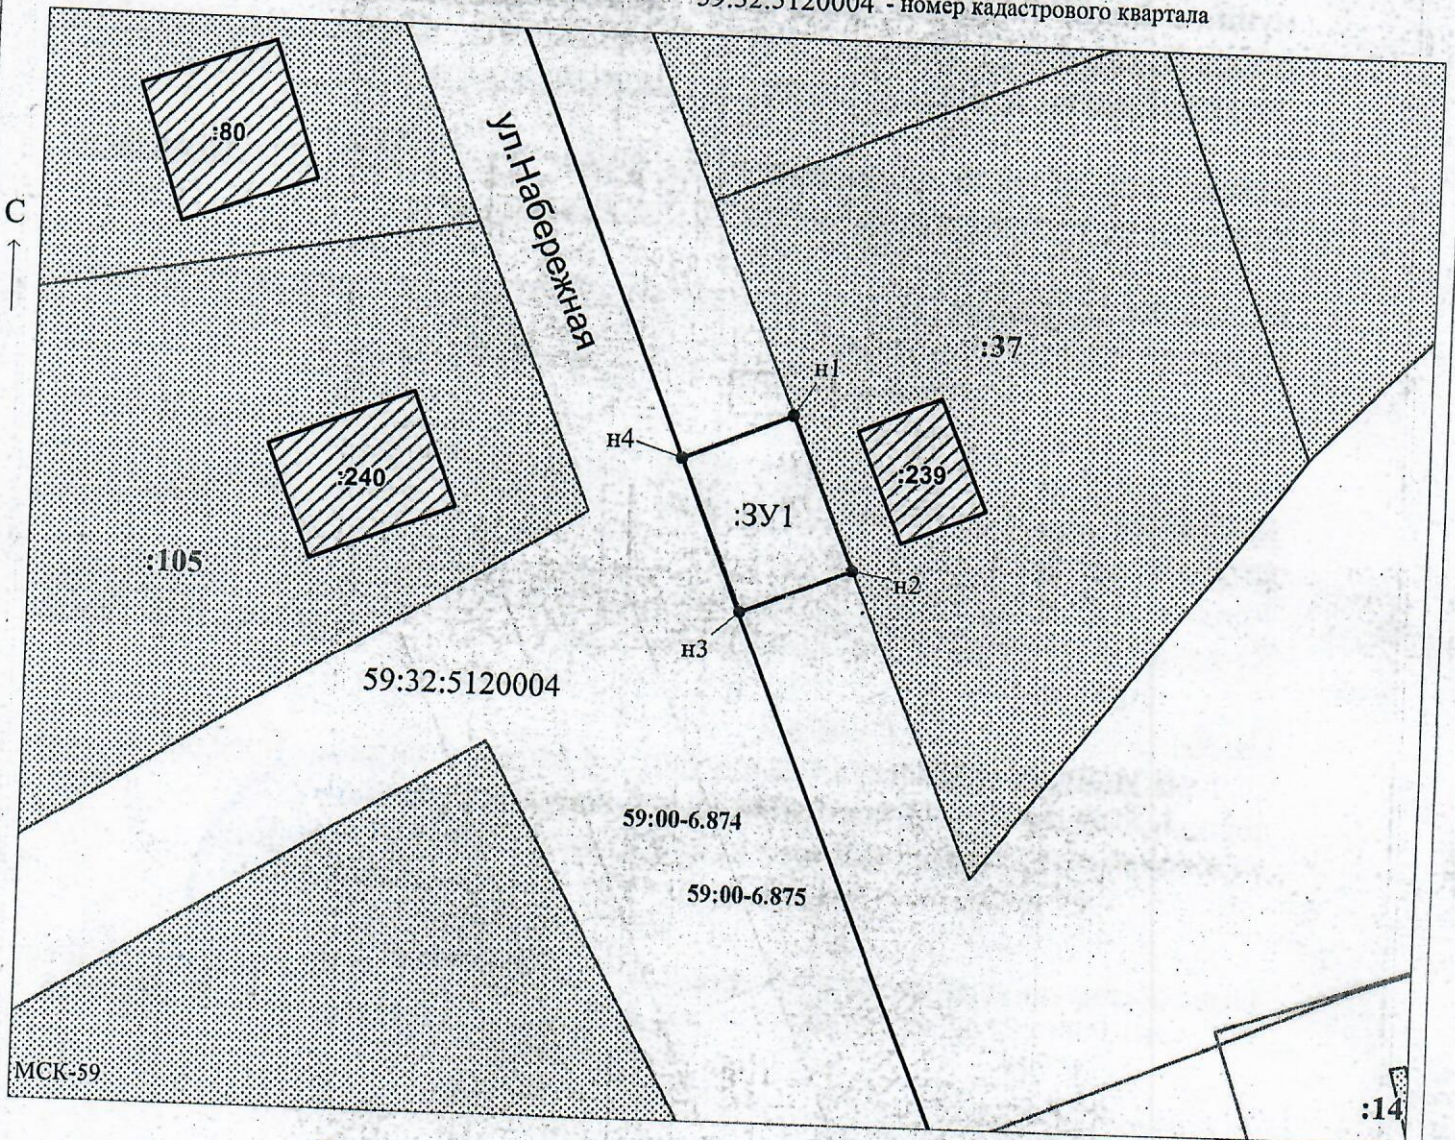 59:32:5120004 - номер кадастрового квартала
:80
ул.Набережная
С
:37
н1
н4
:240
:239
:ЗУ1
:105
н2
н3
59:32:5120004
59:00-6.874
59:00-6.875
МСК-59
:14